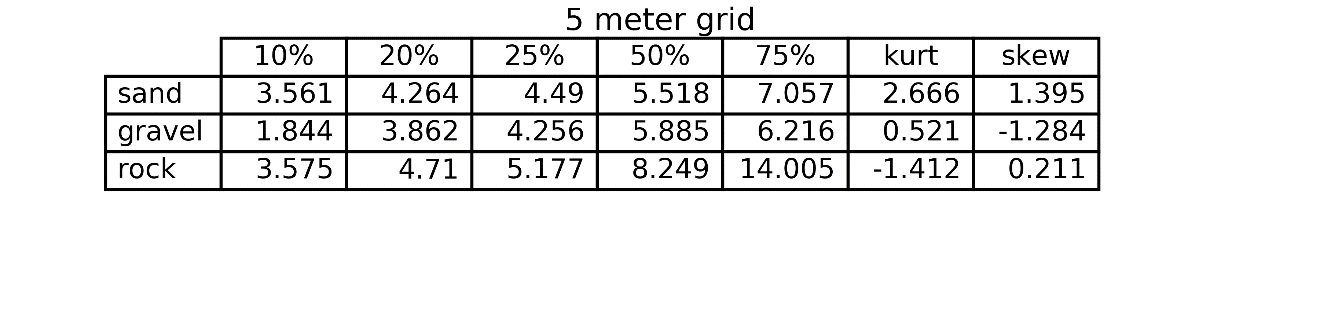 5 meter grid
10% 20% 25% 50% 75% kurt skew
sand 3.561 4.264 4.49 5.518 7.057 2.666 1.395
gravel 1.844 3.862 4.256 5.885 6.216 0.521 -1.284
rock 3.575 4.71 5.177 8.249 14.005 -1.412 0.211